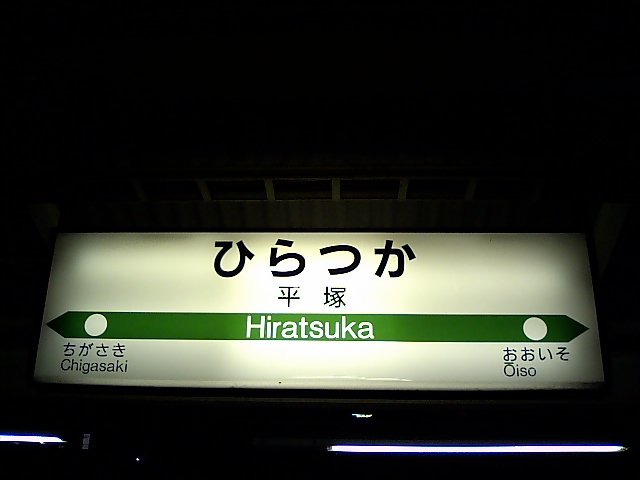 ひらつか
平塚
Hiratsuka
ちがさき
Chigasaki
おおいそ
Ōiso